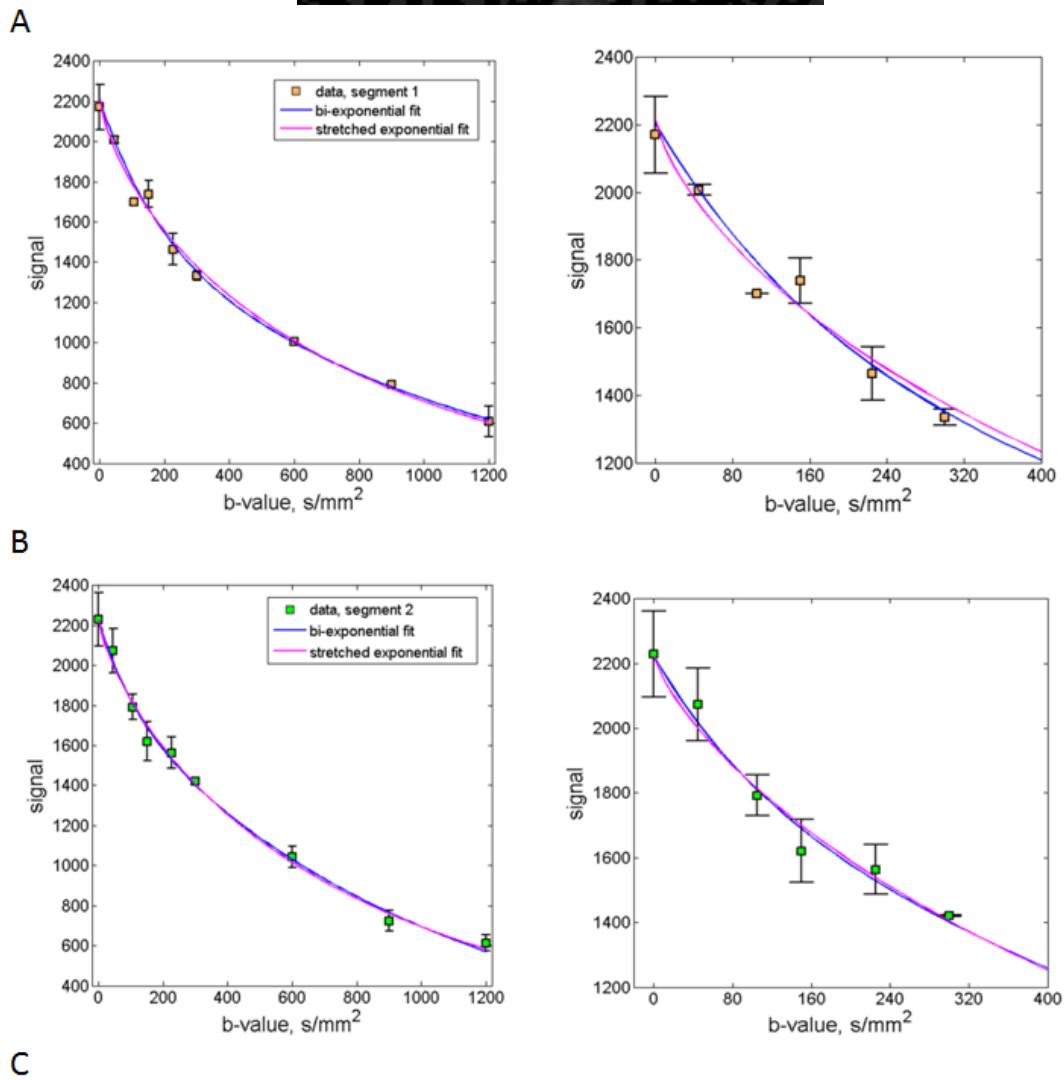 A
2400
2200
2000
1800
1600
1400
1200
1000
800
600
400
signal
data, segment 1
bi-exponential fit
stretched exponential fit
0 200 400 600 800 1000 1200
b-value, s/mm²
2400
2200
2000
1800
1600
1400
1200
signal
0 80 160 240 320 400
b-value, s/mm²
B
2400
2200
2000
1800
1600
1400
1200
1000
800
600
400
signal
data, segment 2
bi-exponential fit
stretched exponential fit
0 200 400 600 800 1000 1200
b-value, s/mm²
2400
2200
2000
1800
1600
1400
1200
signal
0 80 160 240 320 400
b-value, s/mm²
C